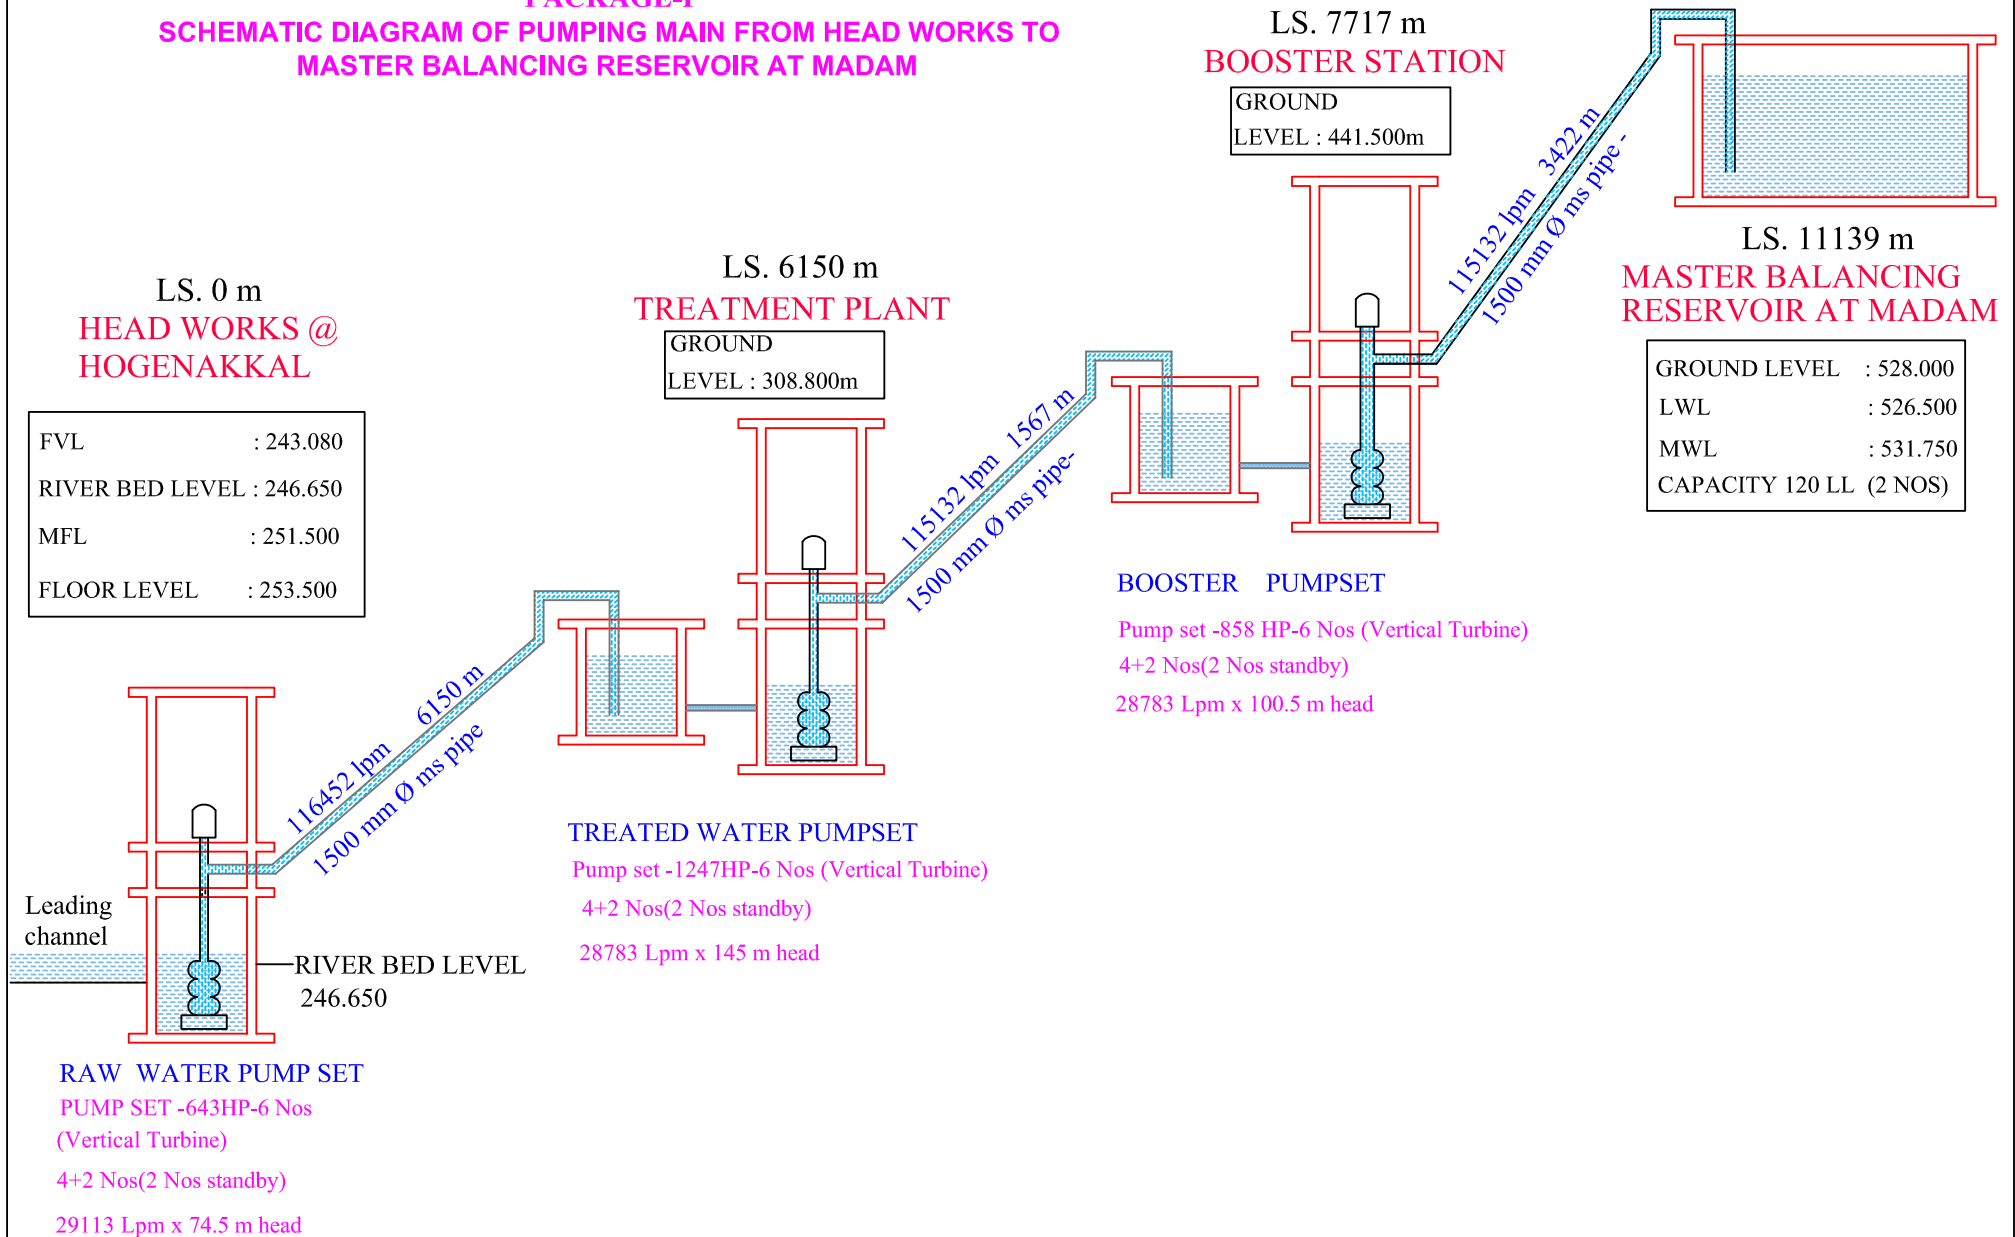 PACKAGE-I
SCHEMATIC DIAGRAM OF PUMPING MAIN FROM HEAD WORKS TO
MASTER BALANCING RESERVOIR AT MADAM
LS. 7717 m
BOOSTER STATION
GROUND
LEVEL : 441.500m
115132 lpm 3422 m
1500 mm Ø ms pipe -
LS. 11139 m
MASTER BALANCING
RESERVOIR AT MADAM
GROUND LEVEL : 528.000
LWL : 526.500
MWL : 531.750
CAPACITY 120 LL (2 NOS)
LS. 6150 m
TREATMENT PLANT
GROUND
LEVEL : 308.800m
115132 lpm 1567 m
1500 mm Ø ms pipe-
LS. 0 m
HEAD WORKS @
HOGENAKKAL
FVL : 243.080
RIVER BED LEVEL : 246.650
MFL : 251.500
FLOOR LEVEL : 253.500
116452 lpm 6150 m
1500 mm Ø ms pipe
BOOSTER PUMPSET
Pump set -858 HP-6 Nos (Vertical Turbine)
4+2 Nos(2 Nos standby)
28783 Lpm x 100.5 m head
TREATED WATER PUMPSET
Pump set -1247HP-6 Nos (Vertical Turbine)
4+2 Nos(2 Nos standby)
28783 Lpm x 145 m head
Leading
channel
RIVER BED LEVEL
246.650
RAW WATER PUMP SET
PUMP SET -643HP-6 Nos
(Vertical Turbine)
4+2 Nos(2 Nos standby)
29113 Lpm x 74.5 m head